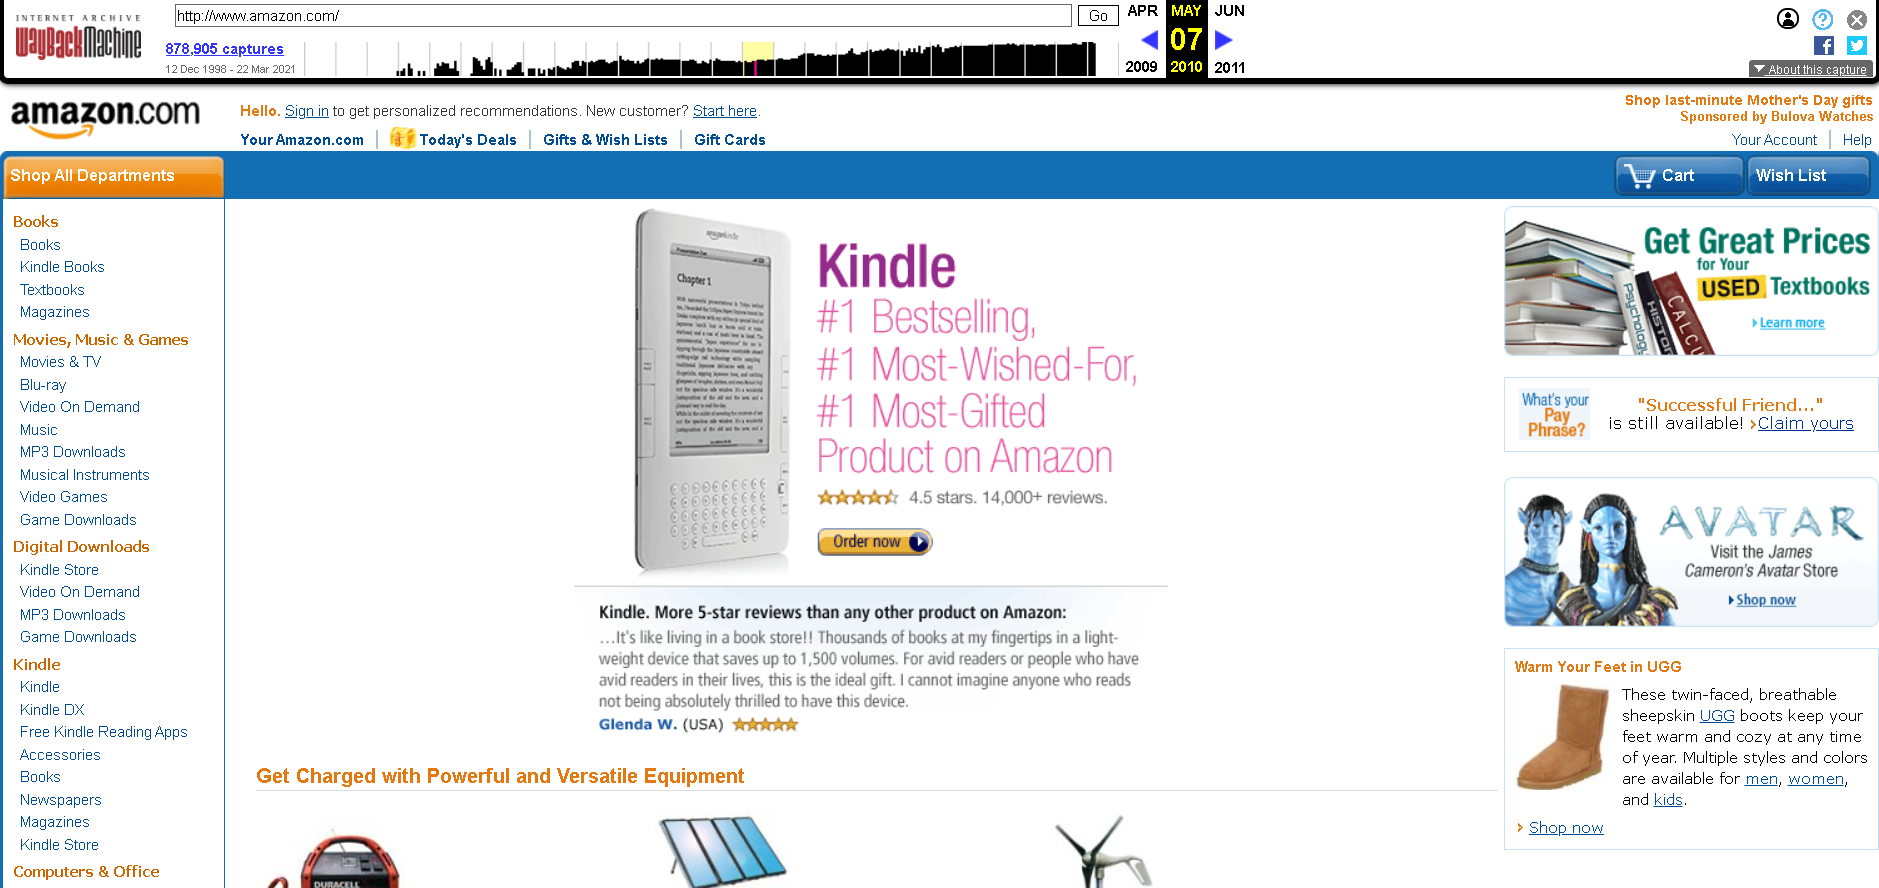 INTERNET ARCHIVE
WayBackMachine
http://www.amazon.com/
Go
APR
MAY
JUN
878,905 captures
07
12 Dec 1998 - 22 Mar 2021
2009
2010
2011
About this capture
amazon.com
Hello. Sign in to get personalized recommendations. New customer? Start here.
Shop last-minute Mother's Day gifts
Sponsored by Bulova Watches
Your Amazon.com
Today's Deals
Gifts & Wish Lists
Gift Cards
Your Account
Help
Shop All Departments
Cart
Wish List
Books
Books
Kindle Books
Textbooks
Magazines
Movies, Music & Games
Movies & TV
Blu-ray
Video On Demand
Music
MP3 Downloads
Musical Instruments
Video Games
Game Downloads
Digital Downloads
Kindle Store
Video On Demand
MP3 Downloads
Game Downloads
Kindle
Kindle
Kindle DX
Free Kindle Reading Apps
Accessories
Books
Newspapers
Magazines
Kindle Store
Computers & Office
amazonkindle
Chapter 1
Kindle
#1 Bestselling,
#1 Most-Wished-For,
#1 Most-Gifted
Product on Amazon
4.5 stars. 14,000+ reviews.
Order now
Kindle. More 5-star reviews than any other product on Amazon:
...It's like living in a book store!! Thousands of books at my fingertips in a light-
weight device that saves up to 1,500 volumes. For avid readers or people who have
avid readers in their lives, this is the ideal gift. I cannot imagine anyone who reads
not being absolutely thrilled to have this device.
Glenda W. (USA)
Get Charged with Powerful and Versatile Equipment
DURACELL
Get Great Prices
for Your
USED Textbooks
Learn more
psychology
HISTOR
CALCU
What's your
Pay
Phrase?
"Successful Friend..."
is still available! Claim yours
AVATAR
Visit the James
Cameron's Avatar Store
Shop now
Warm Your Feet in UGG
These twin-faced, breathable
sheepskin UGG boots keep your
feet warm and cozy at any time
of year. Multiple styles and colors
are available for men, women,
and kids.
Shop now